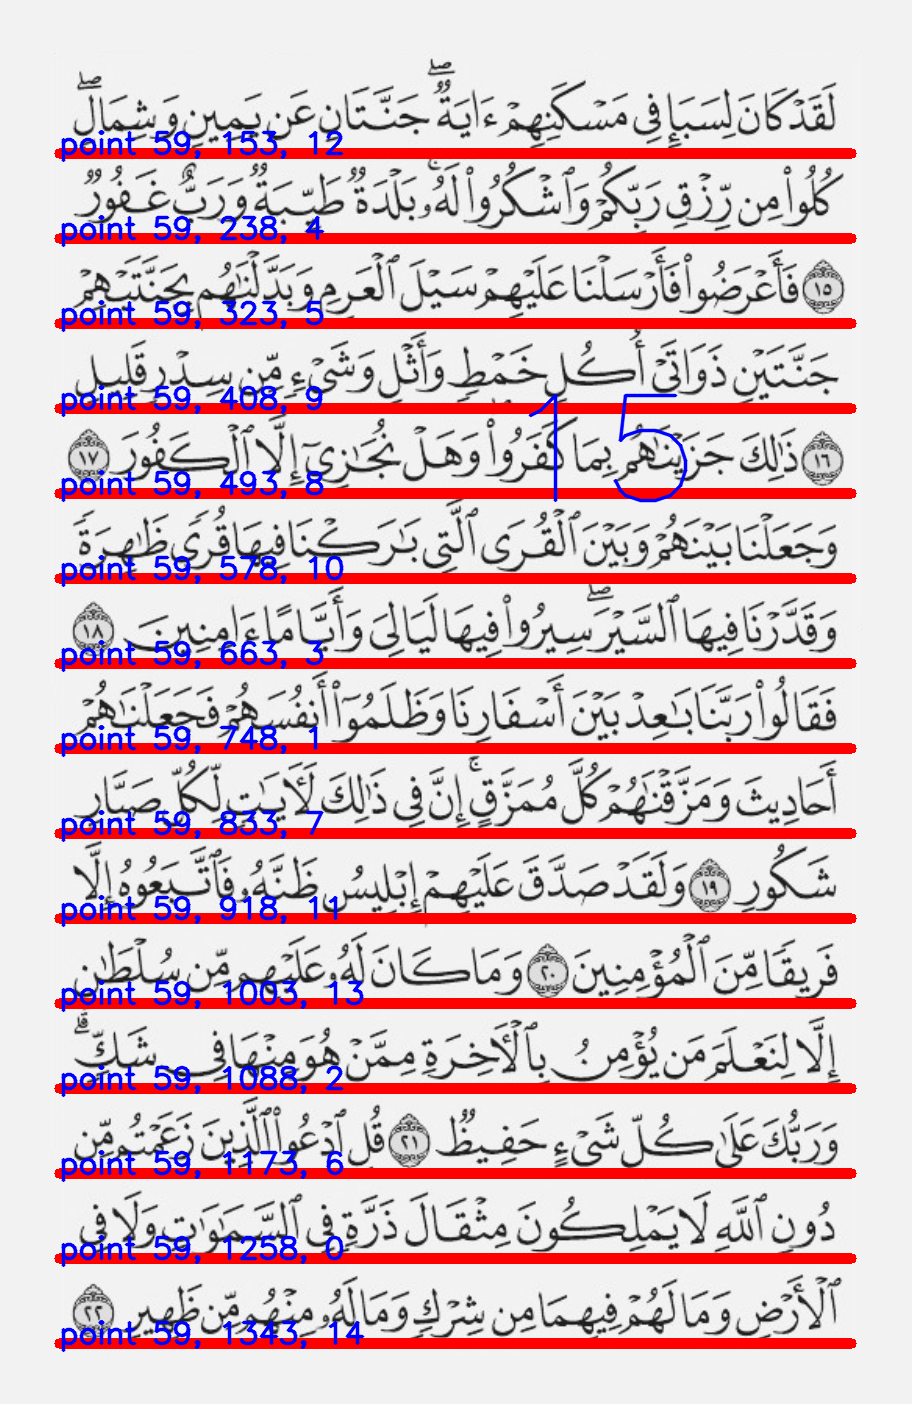 لَقَدْ كَانَ لِسَبَإٍ فِي مَسْكَنِهِمْ ءَايَةٌ ۖ جَنَّتَانِ عَن يَمِينٍ وَشِمَالٍ ۖ
point 59, 153, 12
كُلُوا۟ مِن رِّزْقِ رَبِّكُمْ وَٱشْكُرُوا۟ لَهُۥ ۚ بَلْدَةٌ طَيِّبَةٌ وَرَبٌّ غَفُورٌ
point 59, 238, 4
١٥ فَأَعْرَضُوا۟ فَأَرْسَلْنَا عَلَيْهِمْ سَيْلَ ٱلْعَرِمِ وَبَدَّلْنَٰهُم بِجَنَّتَيْهِمْ
point 59, 323, 5
جَنَّتَيْنِ ذَوَاتَىْ أُكُلٍ خَمْطٍ وَأَثْلٍ وَشَىْءٍ مِّن سِدْرٍ قَلِيلٍ
point 59, 408, 9
١٦ ذَٰلِكَ جَزَيْنَٰهُم بِمَا كَفَرُوا۟ وَهَلْ نُجَٰزِىٓ إِلَّا ٱلْكَفُورَ ١٧
15
point 59, 493, 8
وَجَعَلْنَا بَيْنَهُمْ وَبَيْنَ ٱلْقُرَى ٱلَّتِى بَٰرَكْنَا فِيهَا قُرًى ظَٰهِرَةً
point 59, 578, 10
وَقَدَّرْنَا فِيهَا ٱلسَّيْرَ ۖ سِيرُوا۟ فِيهَا لَيَالِىَ وَأَيَّامًا ءَامِنِينَ ١٨
point 59, 663, 3
فَقَالُوا۟ رَبَّنَا بَٰعِدْ بَيْنَ أَسْفَارِنَا وَظَلَمُوٓا۟ أَنفُسَهُمْ فَجَعَلْنَٰهُمْ
point 59, 748, 1
أَحَادِيثَ وَمَزَّقْنَٰهُمْ كُلَّ مُمَزَّقٍ ۚ إِنَّ فِى ذَٰلِكَ لَءَايَٰتٍ لِّكُلِّ صَبَّارٍ
point 59, 833, 7
شَكُورٍ ١٩ وَلَقَدْ صَدَّقَ عَلَيْهِمْ إِبْلِيسُ ظَنَّهُۥ فَٱتَّبَعُوهُ إِلَّا
point 59, 918, 11
فَرِيقًا مِّنَ ٱلْمُؤْمِنِينَ ٢٠ وَمَا كَانَ لَهُۥ عَلَيْهِم مِّن سُلْطَٰنٍ
point 59, 1003, 13
إِلَّا لِنَعْلَمَ مَن يُؤْمِنُ بِٱلْءَاخِرَةِ مِمَّنْ هُوَ مِنْهَا فِى شَكٍّ ۗ
point 59, 1088, 2
وَرَبُّكَ عَلَىٰ كُلِّ شَىْءٍ حَفِيظٌ ٢١ قُلِ ٱدْعُوا۟ ٱلَّذِينَ زَعَمْتُم مِّن
point 59, 1173, 6
دُونِ ٱللَّهِ لَا يَمْلِكُونَ مِثْقَالَ ذَرَّةٍ فِى ٱلسَّمَٰوَٰتِ وَلَا فِى
point 59, 1258, 0
ٱلْأَرْضِ وَمَا لَهُمْ فِيهِمَا مِن شِرْكٍ وَمَا لَهُۥ مِنْهُم مِّن ظَهِيرٍ ٢٢
point 59, 1343, 14